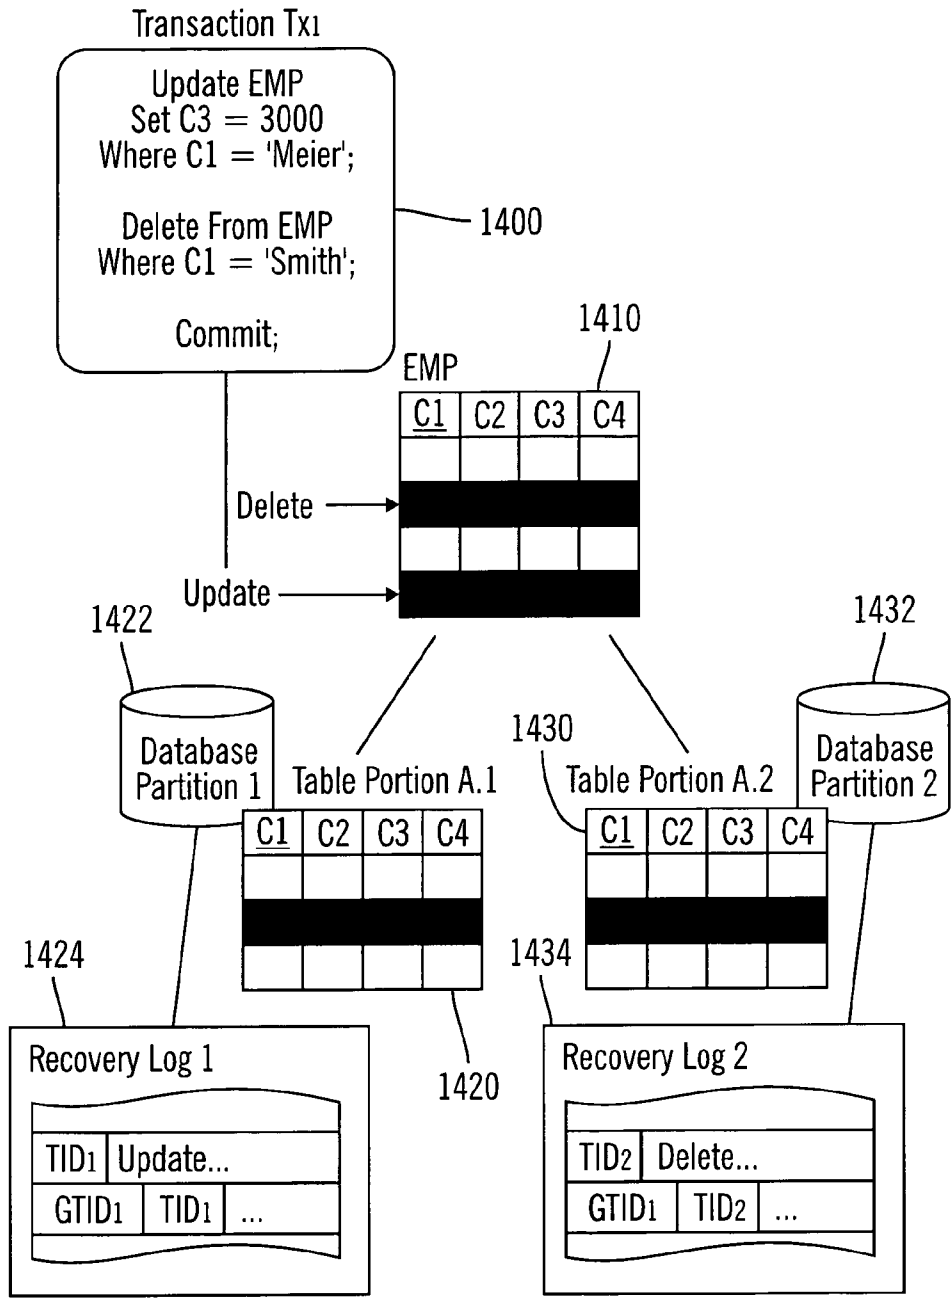 Transaction Tx1
Update EMP
Set C3 = 3000
Where C1 = 'Meier';
Delete From EMP
Where C1 = 'Smith';
Commit;
1400
1410
EMP
C1 C2 C3 C4
Delete
Update
1422
1432
Database
Partition 1
1430
Database
Partition 2
Table Portion A.1
Table Portion A.2
C1 C2 C3 C4
C1 C2 C3 C4
1424
1434
1420
Recovery Log 1
TID1 Update...
GTID1 TID1 ...
Recovery Log 2
TID2 Delete...
GTID1 TID2 ...